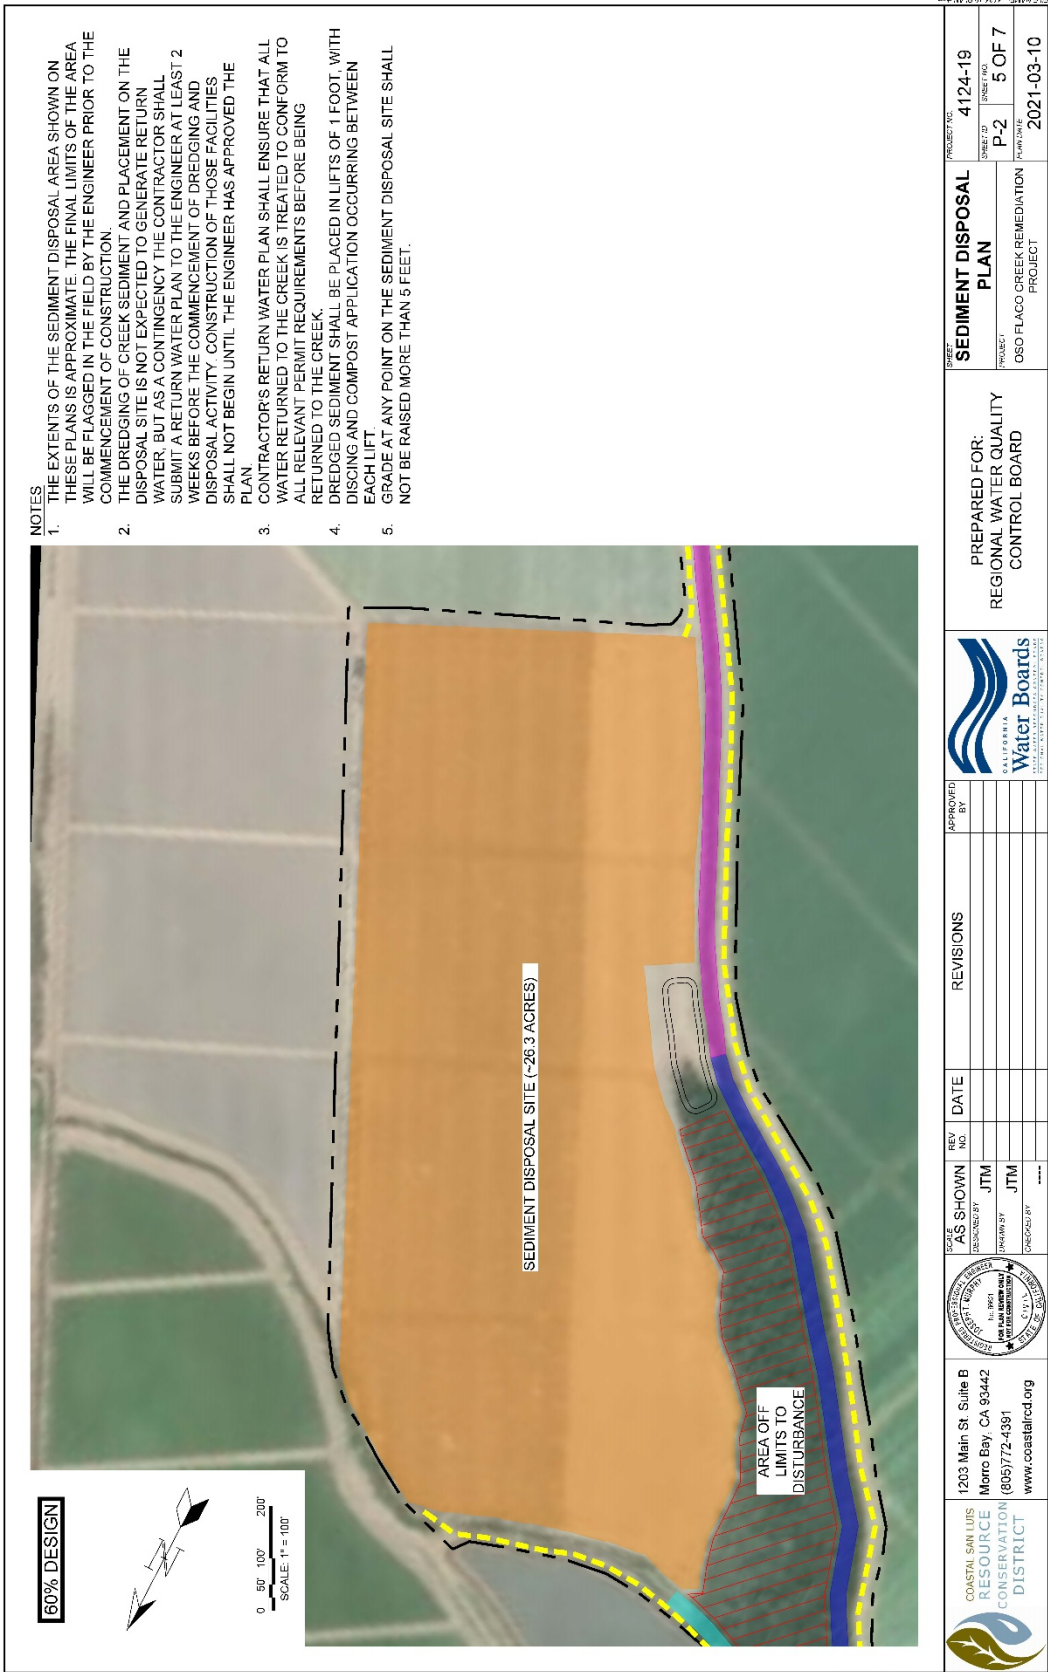 60% DESIGN
0 50' 100' 200'
SCALE: 1" = 100'
SEDIMENT DISPOSAL SITE (~26.3 ACRES)
AREA OFF
LIMITS TO
DISTURBANCE
NOTES
1. THE EXTENTS OF THE SEDIMENT DISPOSAL AREA SHOWN ON
THESE PLANS IS APPROXIMATE. THE FINAL LIMITS OF THE AREA
WILL BE FLAGGED IN THE FIELD BY THE ENGINEER PRIOR TO THE
COMMENCEMENT OF CONSTRUCTION.
2. THE DREDGING OF CREEK SEDIMENT AND PLACEMENT ON THE
DISPOSAL SITE IS NOT EXPECTED TO GENERATE RETURN
WATER, BUT AS A CONTINGENCY THE CONTRACTOR SHALL
SUBMIT A RETURN WATER PLAN TO THE ENGINEER AT LEAST 2
WEEKS BEFORE THE COMMENCEMENT OF DREDGING AND
DISPOSAL ACTIVITY. CONSTRUCTION OF THOSE FACILITIES
SHALL NOT BEGIN UNTIL THE ENGINEER HAS APPROVED THE
PLAN.
3. CONTRACTOR'S RETURN WATER PLAN SHALL ENSURE THAT ALL
WATER RETURNED TO THE CREEK IS TREATED TO CONFORM TO
ALL RELEVANT PERMIT REQUIREMENTS BEFORE BEING
RETURNED TO THE CREEK.
4. DREDGED SEDIMENT SHALL BE PLACED IN LIFTS OF 1 FOOT, WITH
DISCING AND COMPOST APPLICATION OCCURRING BETWEEN
EACH LIFT.
5. GRADE AT ANY POINT ON THE SEDIMENT DISPOSAL SITE SHALL
NOT BE RAISED MORE THAN 5 FEET.
COASTAL SAN LUIS
RESOURCE
CONSERVATION
DISTRICT
1203 Main St. Suite B
Morro Bay, CA 93442
(805)772-4391
www.coastalrcd.org
REGISTERED PROFESSIONAL ENGINEER
JOSEPH T. MURPHY
FOR PLAN REVIEW ONLY
NOT FOR CONSTRUCTION
CIVIL
STATE OF CALIFORNIA
SCALE
AS SHOWN
DESIGNED BY
JTM
DRAWN BY
JTM
CHECKED BY
----
REV
NO.
DATE
REVISIONS
APPROVED
BY
CALIFORNIA
Water Boards
PREPARED FOR:
REGIONAL WATER QUALITY
CONTROL BOARD
SHEET
SEDIMENT DISPOSAL
PLAN
PROJECT
OSO FLACO CREEK REMEDIATION
PROJECT
PROJECT NO.
4124-19
SHEET ID
P-2
SHEET NO.
5 OF 7
PLAN DATE
2021-03-10